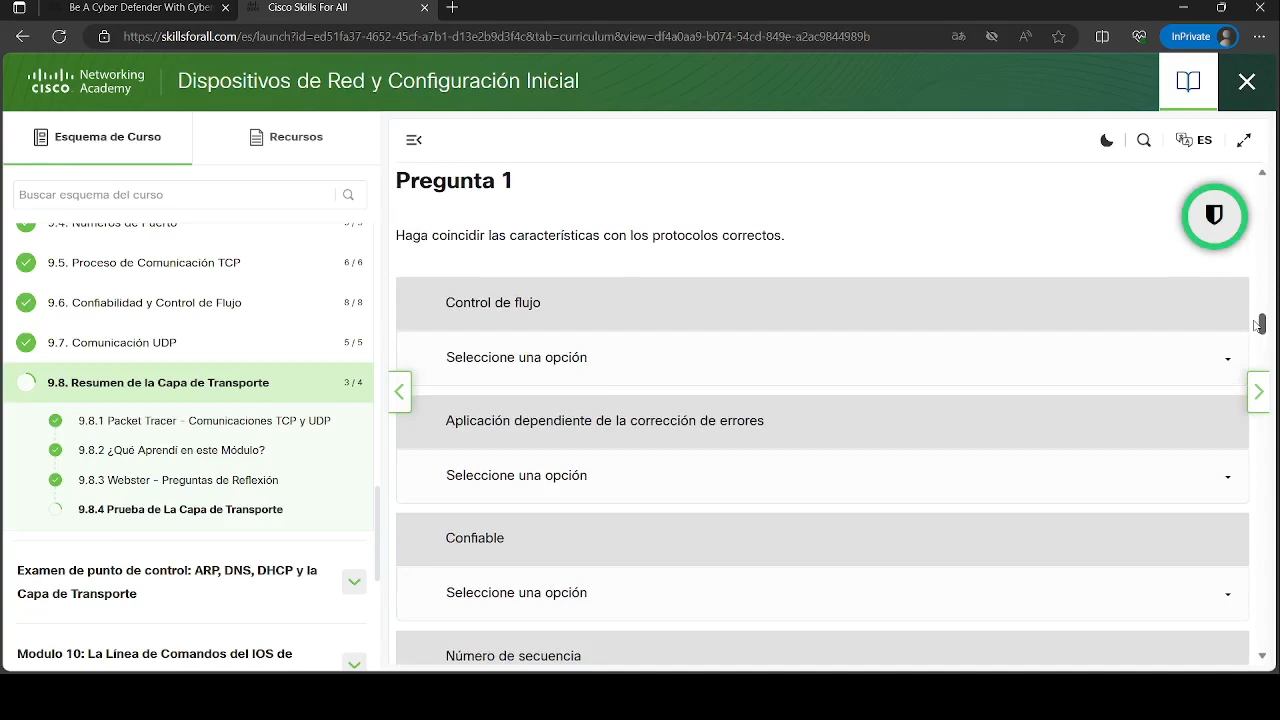 Be A Cyber Defender With Cyber
Cisco Skills For All
https://skillsforall.com/es/launch?id=ed51fa37-4652-45cf-a7b1-d13e2b9d3f4c8&tab=curriculum&view=df4a0aa9-b074-54cd-849e-a2ac9844489b
InPrivate
Networking
CISCO Academy
Dispositivos de Red y Configuración Inicial
Esquema de Curso
Recursos
ES
Buscar esquema del curso
9.4. Números de Puerto
9.5. Proceso de Comunicación TCP
6 / 6
9.6. Confiabilidad y Control de Flujo
8 / 8
9.7. Comunicación UDP
5 / 5
9.8. Resumen de la Capa de Transporte
3 / 4
9.8.1 Packet Tracer - Comunicaciones TCP y UDP
9.8.2 ¿Qué Aprendí en este Módulo?
9.8.3 Webster - Preguntas de Reflexión
9.8.4 Prueba de La Capa de Transporte
Examen de punto de control: ARP, DNS, DHCP y la
Capa de Transporte
Modulo 10: La Línea de Comandos del IOS de
Pregunta 1
Haga coincidir las características con los protocolos correctos.
Control de flujo
Seleccione una opción
Aplicación dependiente de la corrección de errores
Seleccione una opción
Confiable
Seleccione una opción
Número de secuencia